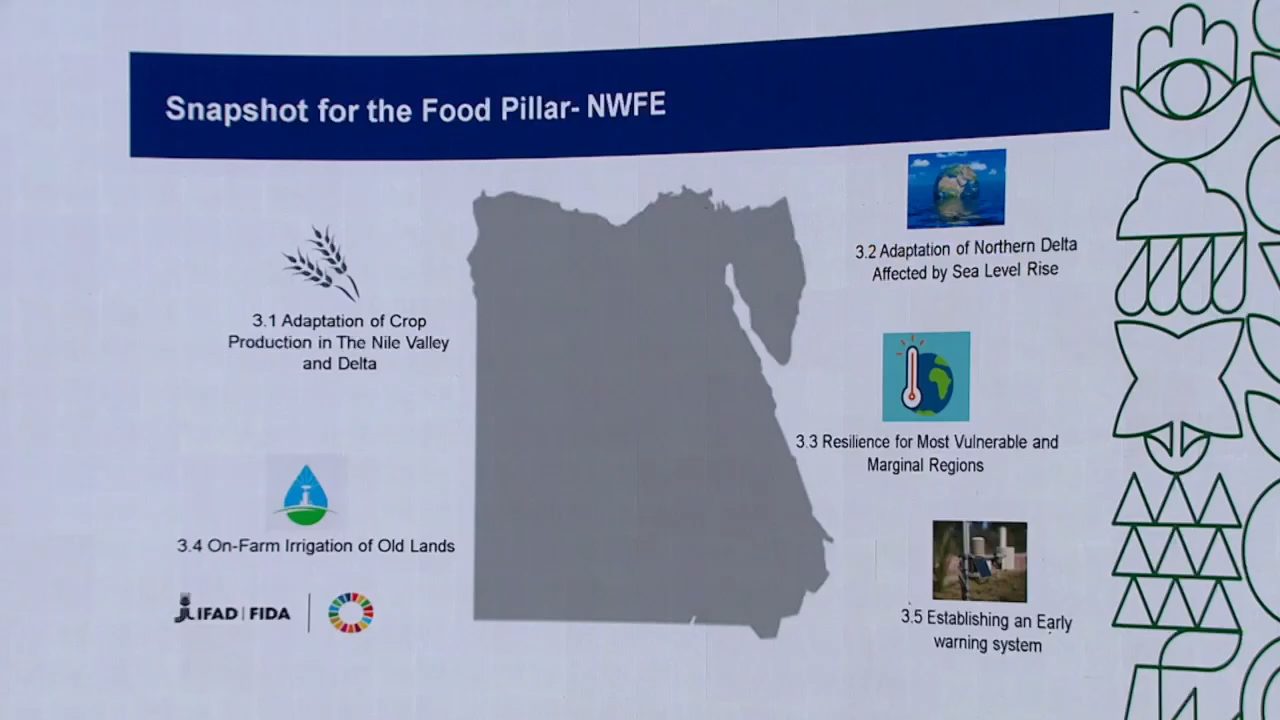 Snapshot for the Food Pillar- NWFE
3.1 Adaptation of Crop
Production in The Nile Valley
and Delta
3.4 On-Farm Irrigation of Old Lands
IFAD | FIDA
3.2 Adaptation of Northern Delta
Affected by Sea Level Rise
3.3 Resilience for Most Vulnerable and
Marginal Regions
3.5 Establishing an Early
warning system